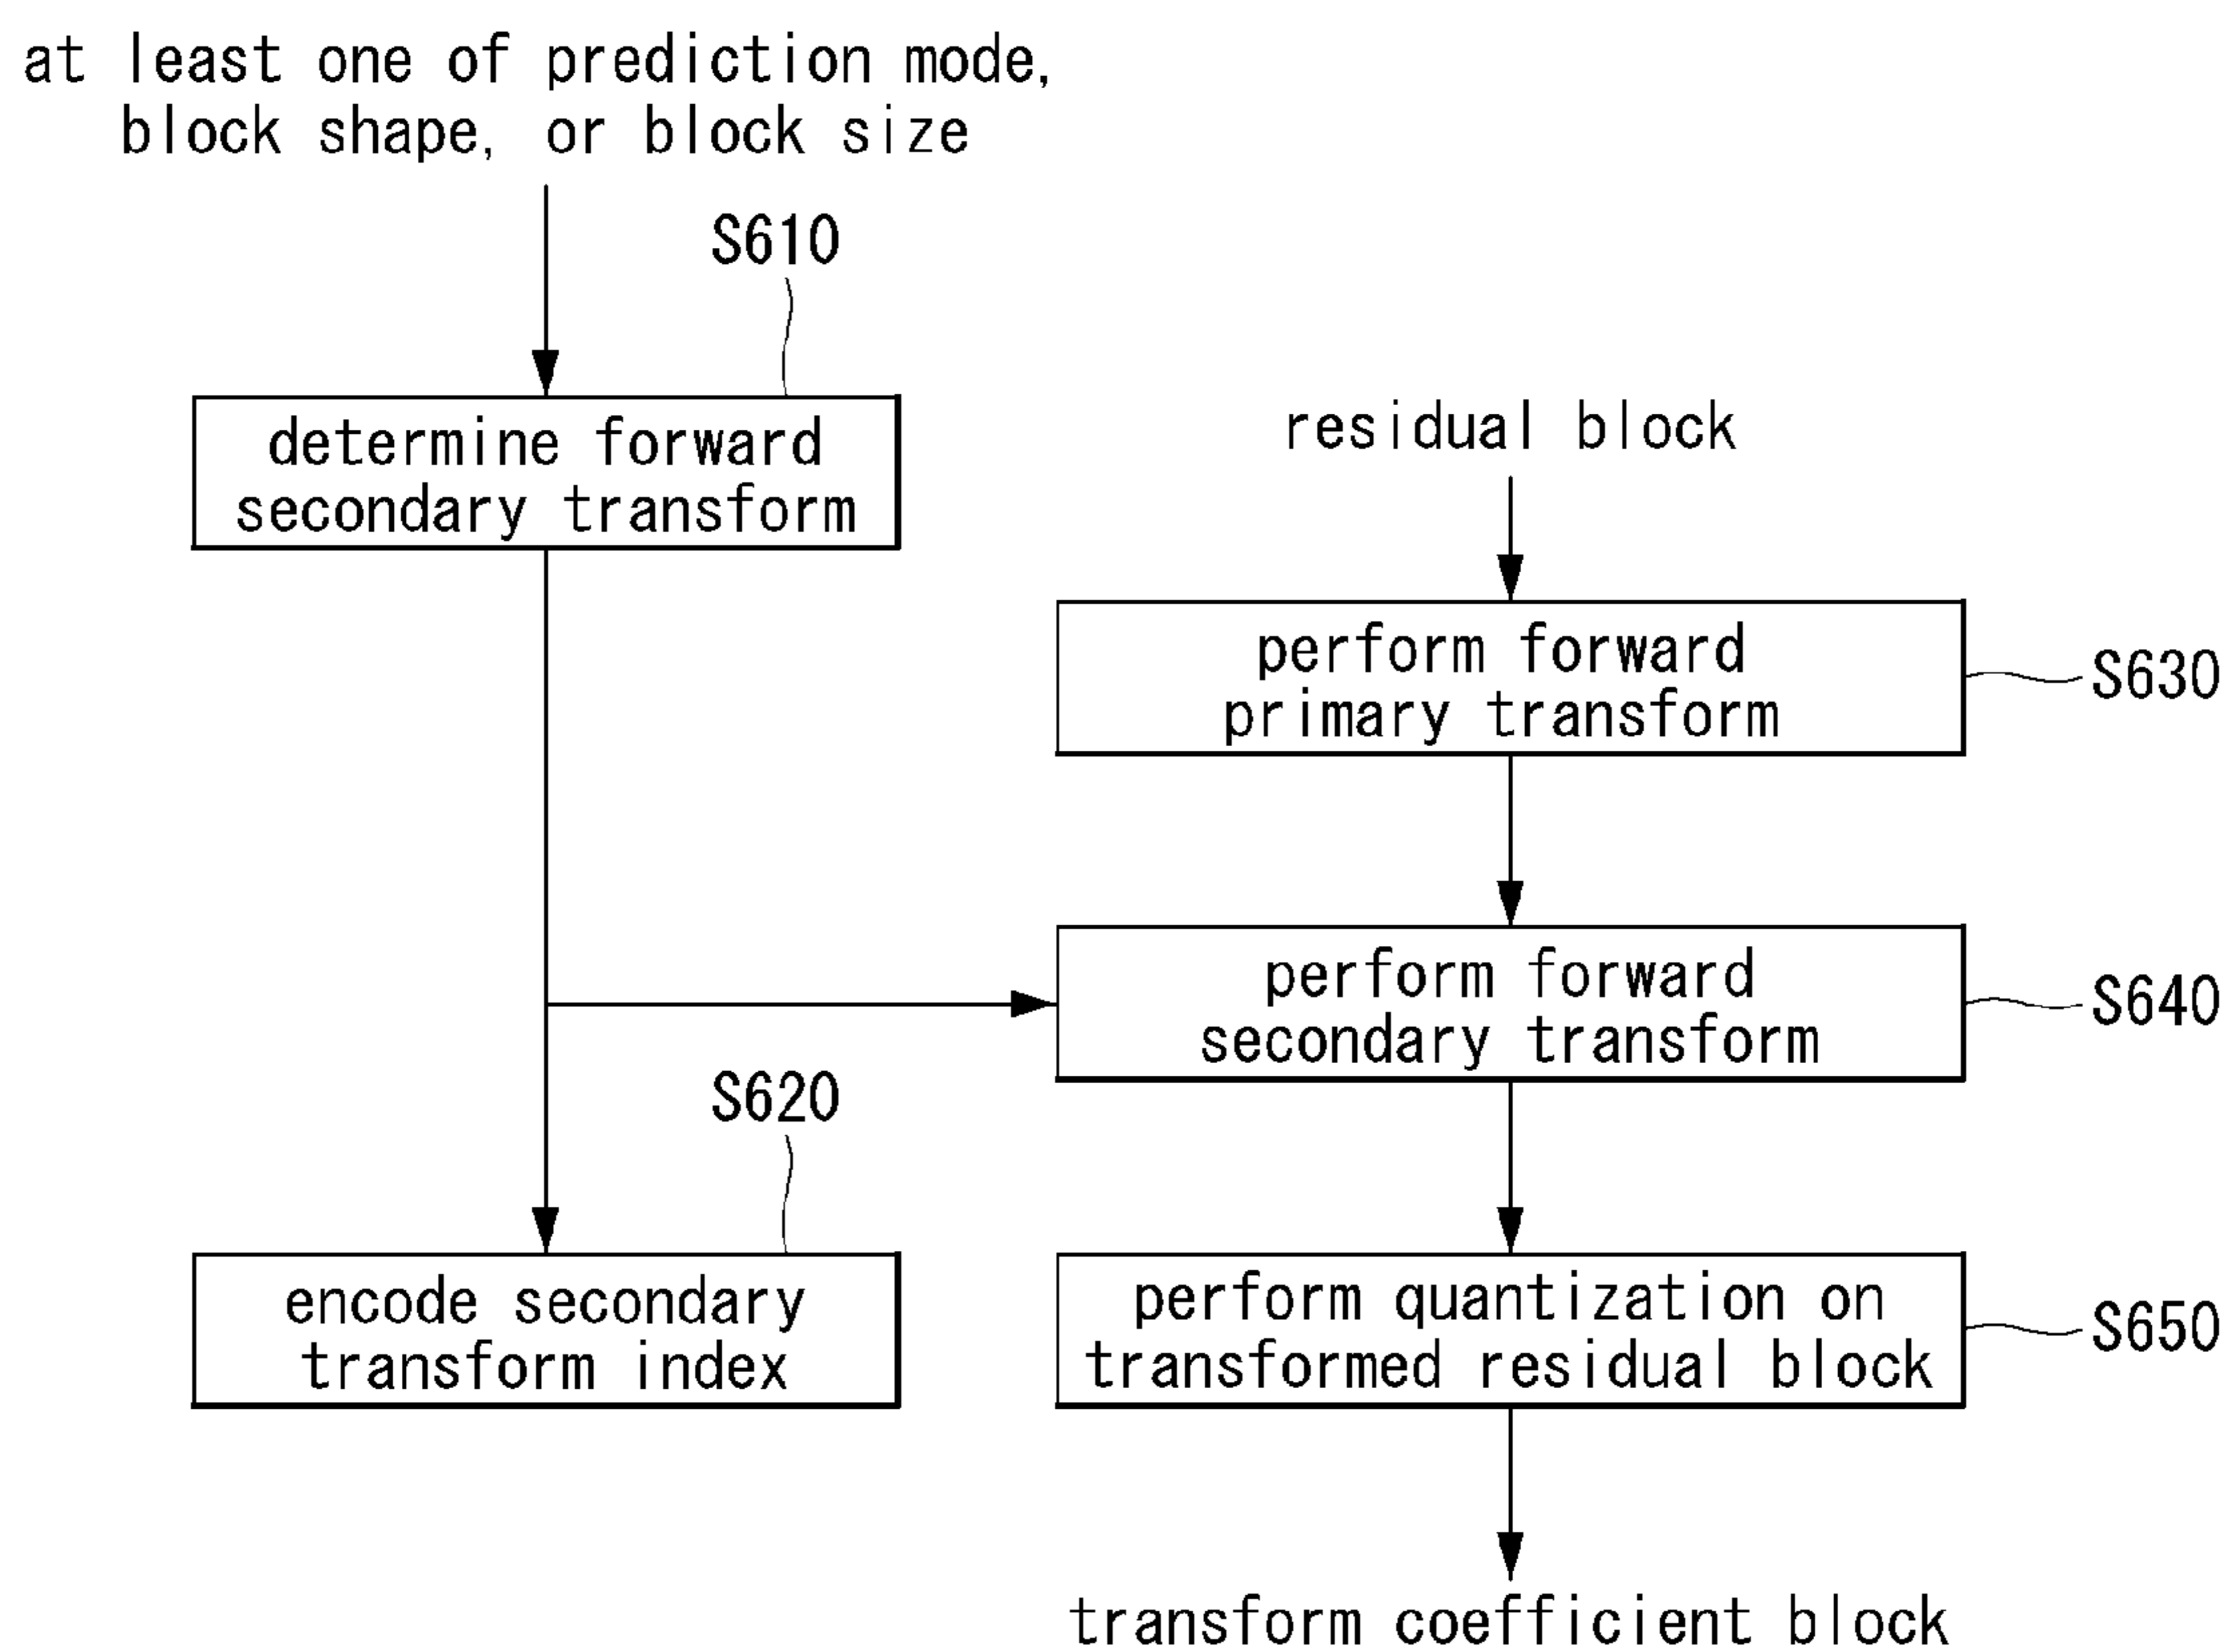 at least one of prediction mode,
block shape, or block size
S610
determine forward
secondary transform
residual block
perform forward
primary transform
S630
perform forward
secondary transform
S640
S620
encode secondary
transform index
perform quantization on
transformed residual block
S650
transform coefficient block